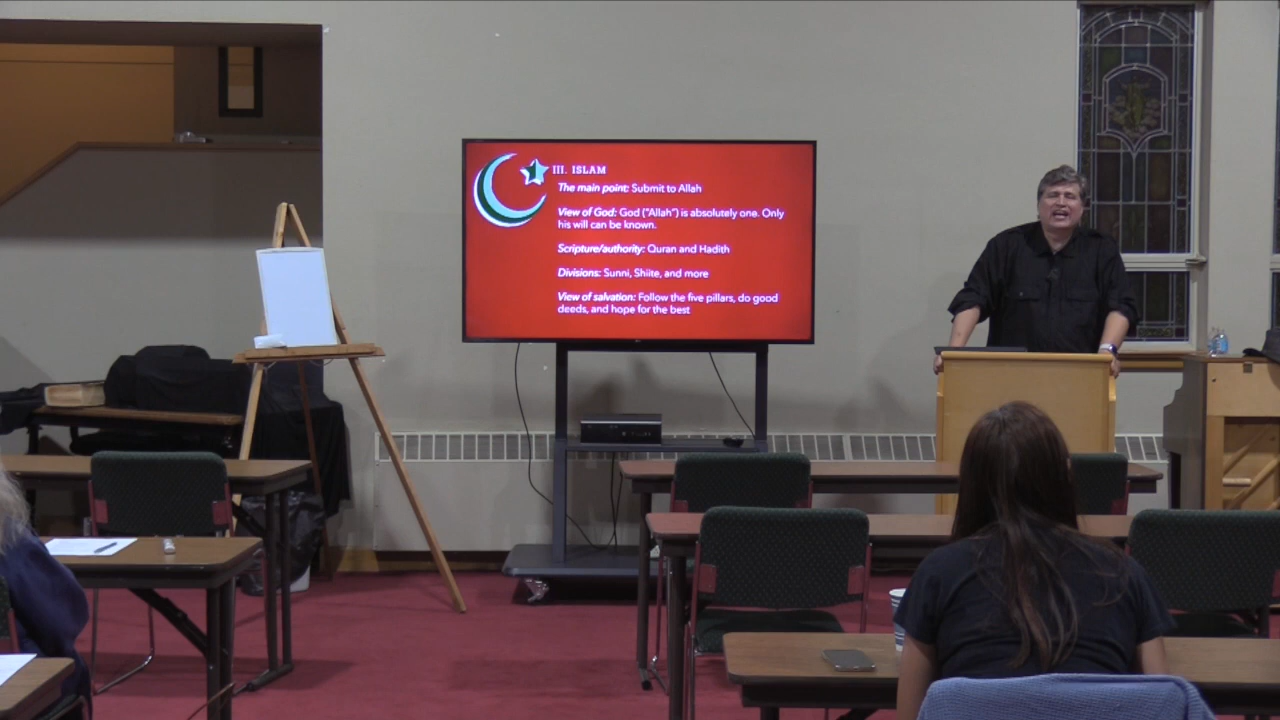 III. ISLAM
The main point: Submit to Allah
View of God: God ("Allah") is absolutely one. Only
his will can be known.
Scripture/authority: Quran and Hadith
Divisions: Sunni, Shiite, and more
View of salvation: Follow the five pillars, do good
deeds, and hope for the best